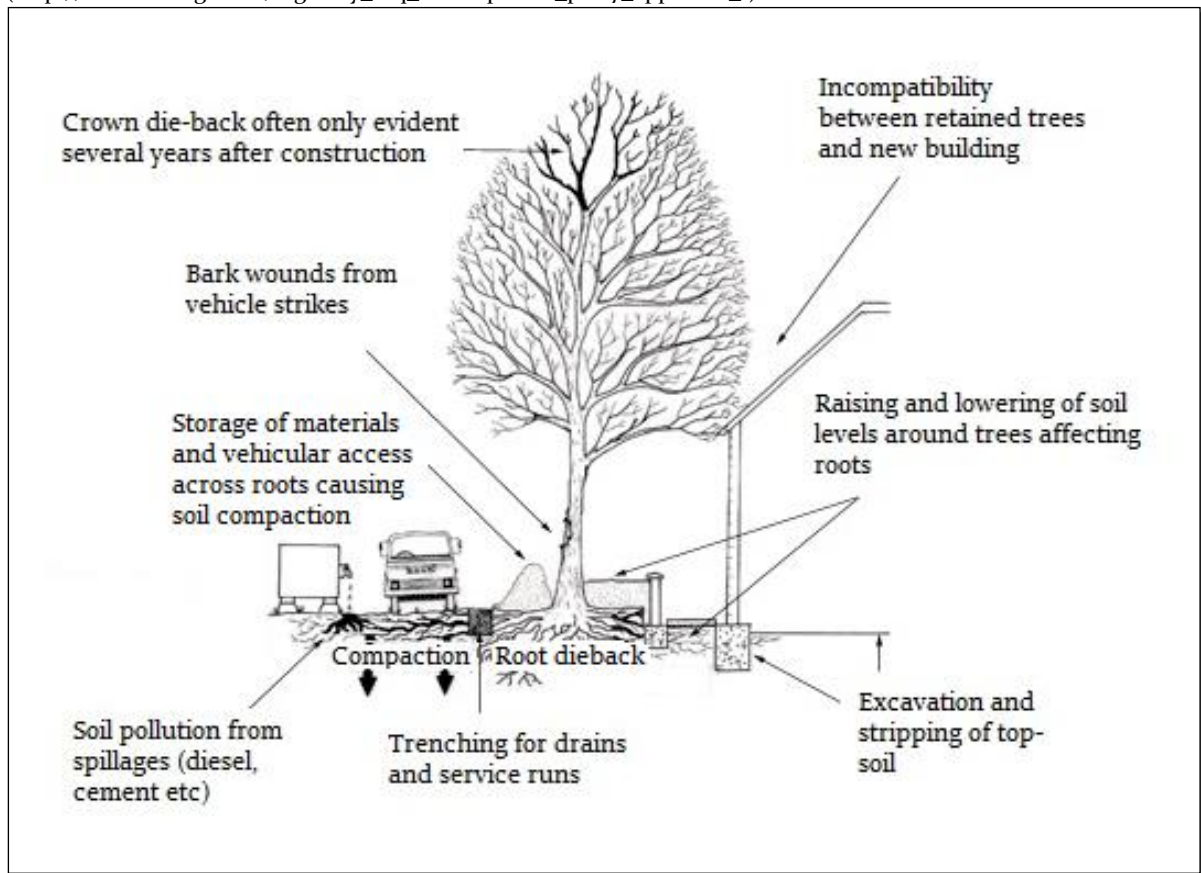 Crown die-back often only evident
several years after construction
Incompatibility
between retained trees
and new building
Bark wounds from
vehicle strikes
Storage of materials
and vehicular access
across roots causing
soil compaction
Raising and lowering of soil
levels around trees affecting
roots
Compaction
Root dieback
Soil pollution from
spillages (diesel,
cement etc)
Trenching for drains
and service runs
Excavation and
stripping of top-
soil